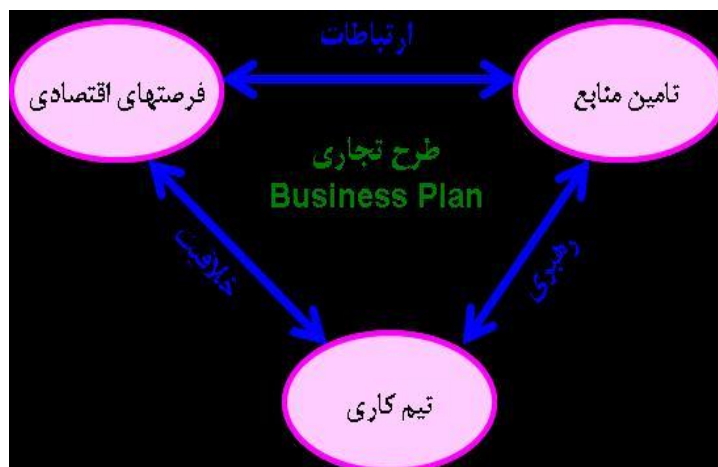 ارتباطات
تامین منابع
فرصتهای اقتصادی
طرح تجاری
Business Plan
رهبری
خلاقیت
تیم کاری